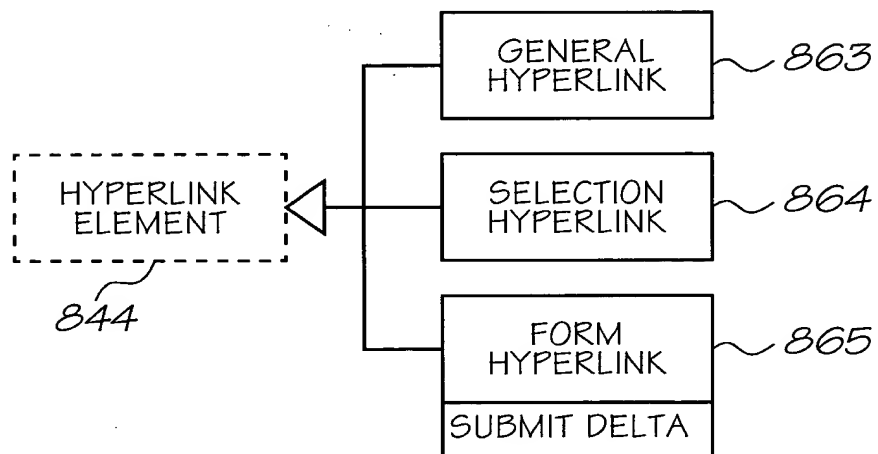 GENERAL
HYPERLINK
863
HYPERLINK
ELEMENT
844
SELECTION
HYPERLINK
864
FORM
HYPERLINK
865
SUBMIT DELTA